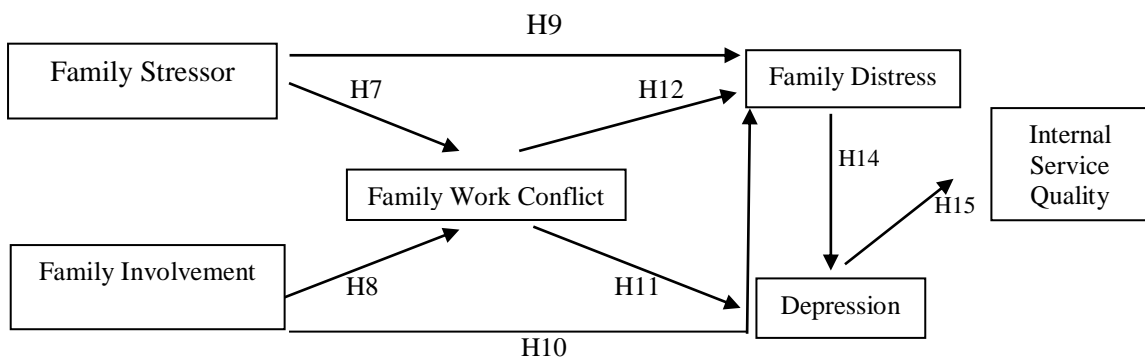 H9
Family Stressor
Family Distress
H7
H12
Internal
Service
Quality
H14
Family Work Conflict
H15
Family Involvement
H8
H11
Depression
H10